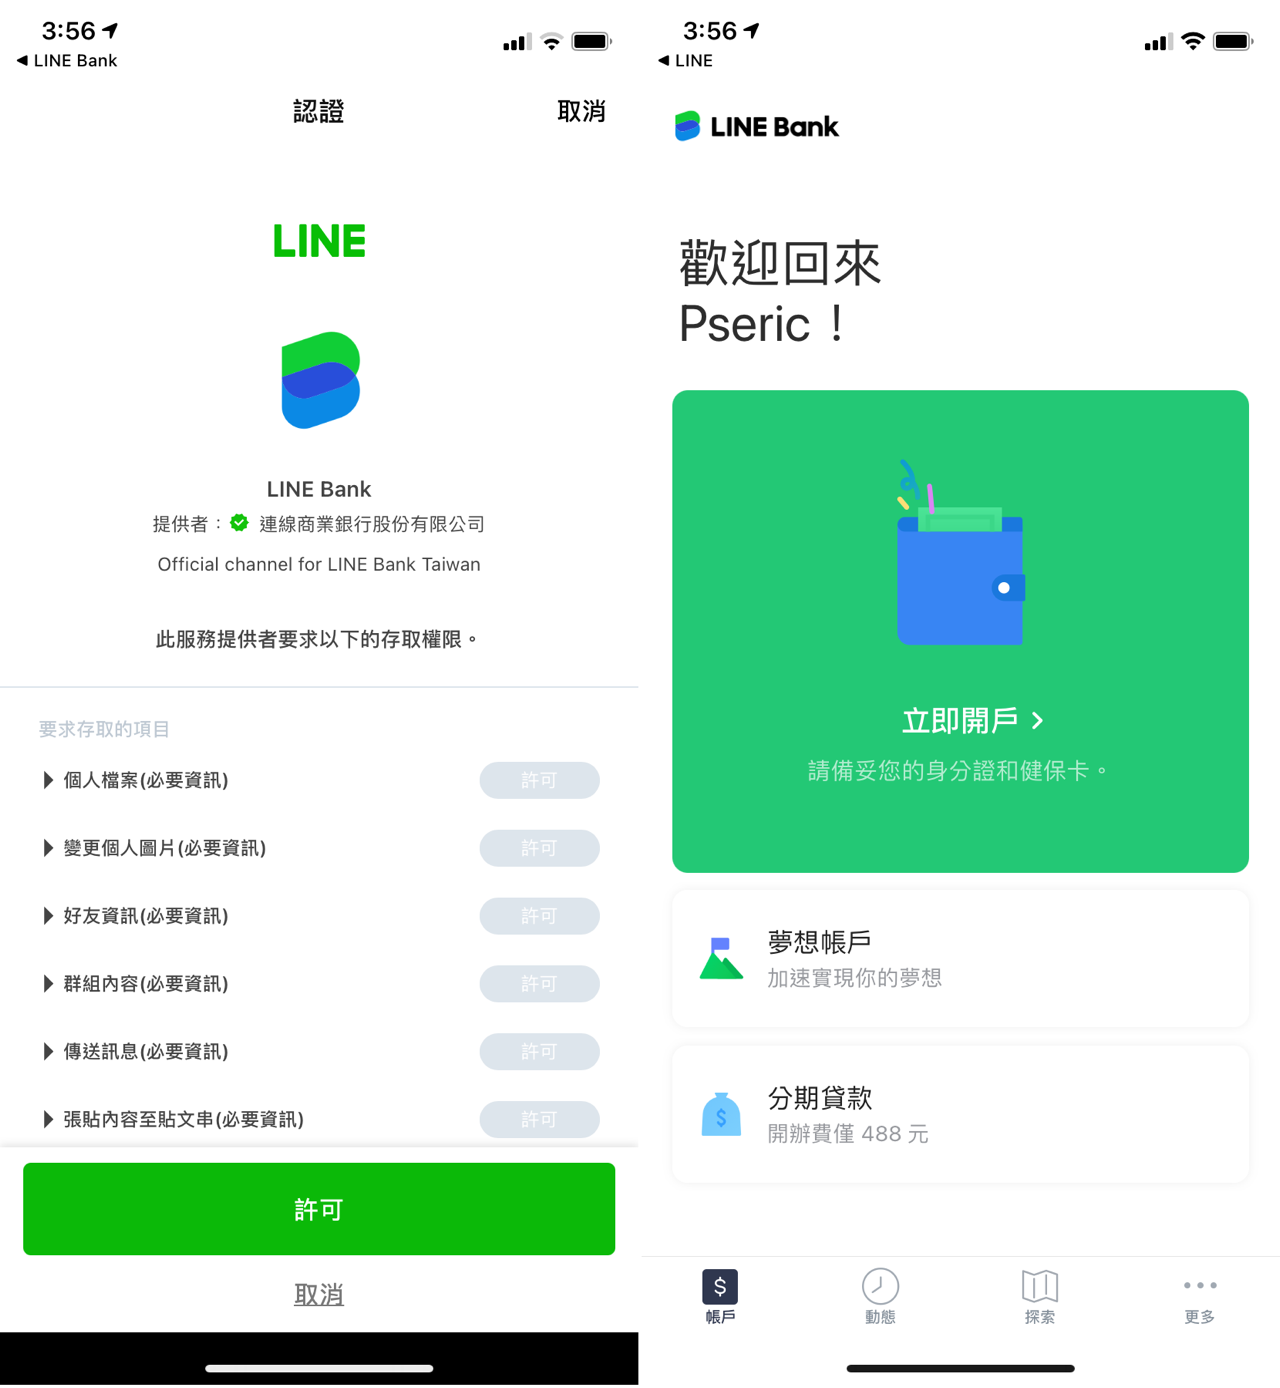 3:56
◀ LINE Bank
認證
取消
LINE
LINE Bank
提供者： 連線商業銀行股份有限公司
Official channel for LINE Bank Taiwan
此服務提供者要求以下的存取權限。
要求存取的項目
個人檔案(必要資訊)
許可
變更個人圖片(必要資訊)
許可
好友資訊(必要資訊)
許可
群組內容(必要資訊)
許可
傳送訊息(必要資訊)
許可
張貼內容至貼文串(必要資訊)
許可
許可
取消
3:56
◀ LINE
LINE Bank
歡迎回來
Pseric！
立即開戶 >
請備妥您的身分證和健保卡。
夢想帳戶
加速實現你的夢想
$
分期貸款
開辦費僅 488 元
$
帳戶
動態
探索
更多